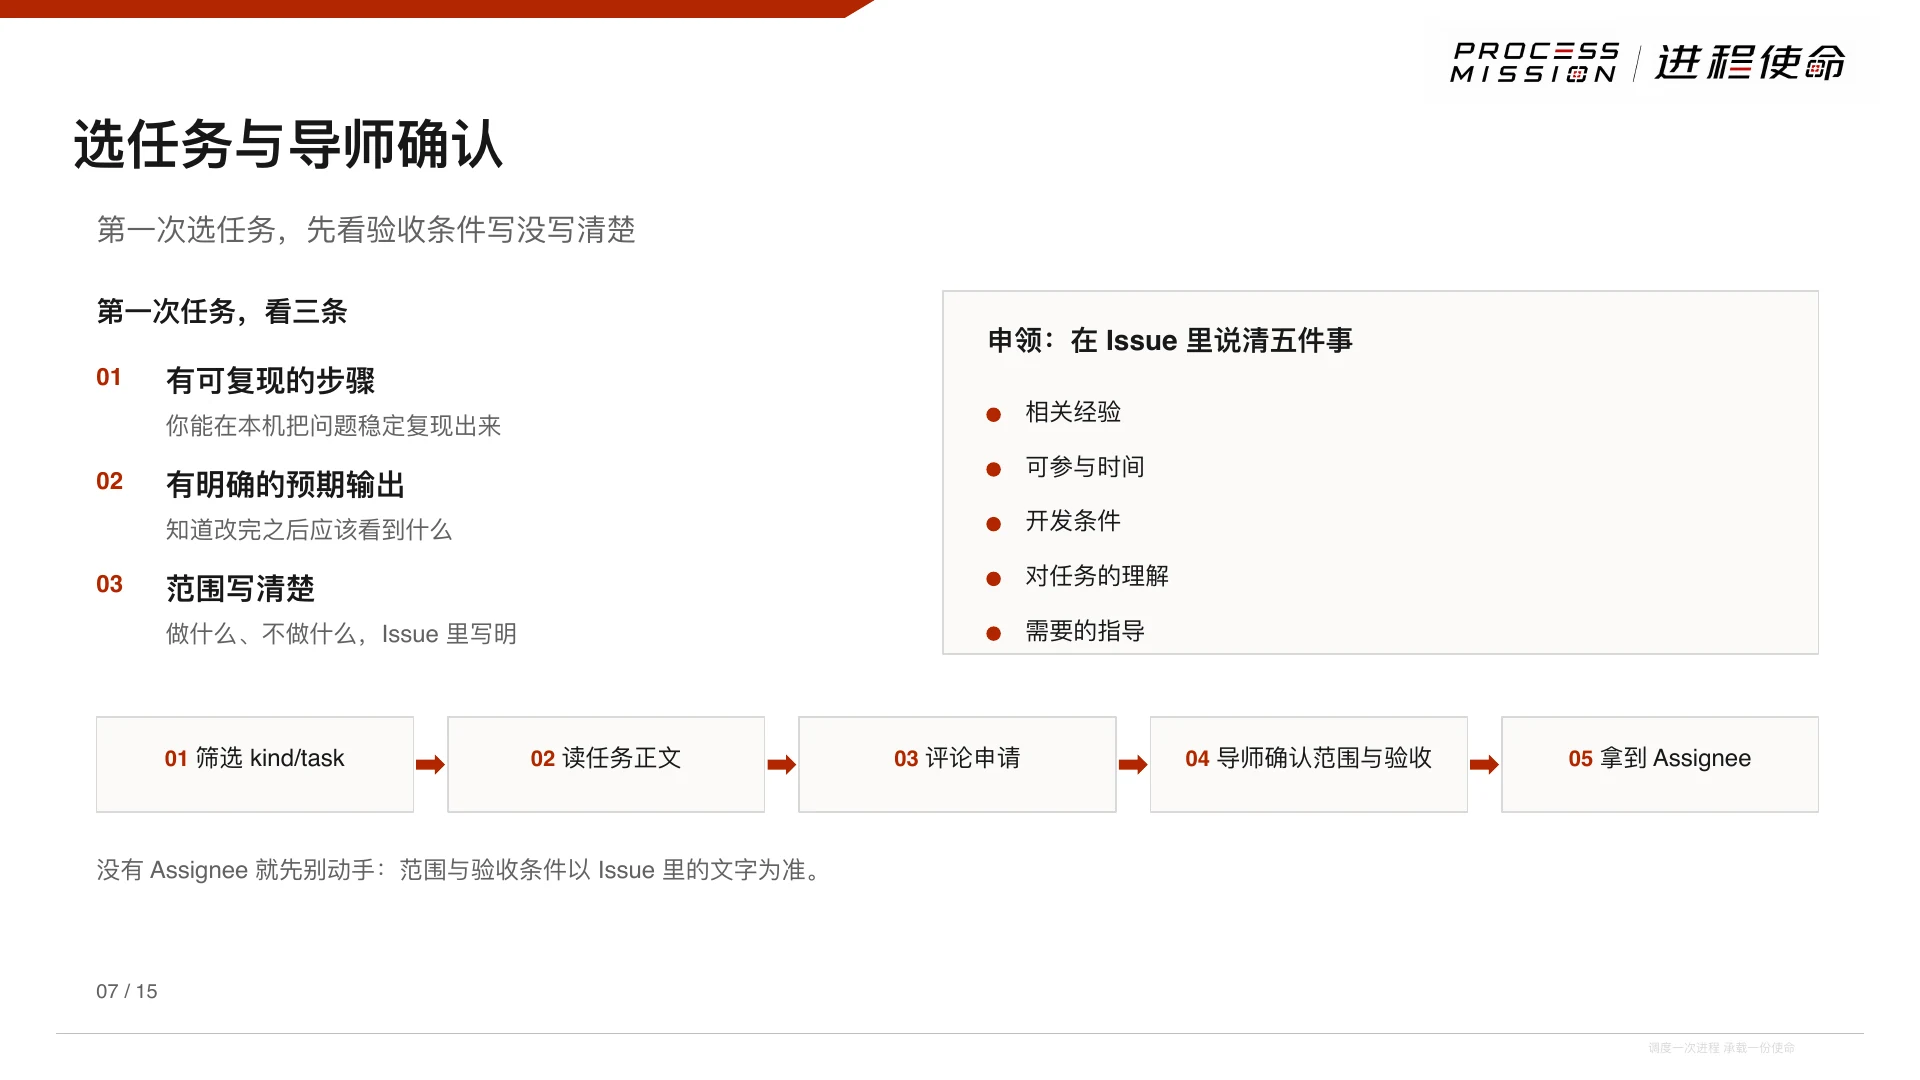 PROCESS
MISSION
进程使命
选任务与导师确认
第一次选任务，先看验收条件写没写清楚
第一次任务，看三条
01 有可复现的步骤
你能在本机把问题稳定复现出来
02 有明确的预期输出
知道改完之后应该看到什么
03 范围写清楚
做什么、不做什么，Issue 里写明
申领：在 Issue 里说清五件事
相关经验
可参与时间
开发条件
对任务的理解
需要的指导
01 筛选 kind/task
02 读任务正文
03 评论申请
04 导师确认范围与验收
05 拿到 Assignee
没有 Assignee 就先别动手：范围与验收条件以 Issue 里的文字为准。
07 / 15
调度一次进程 承载一份使命